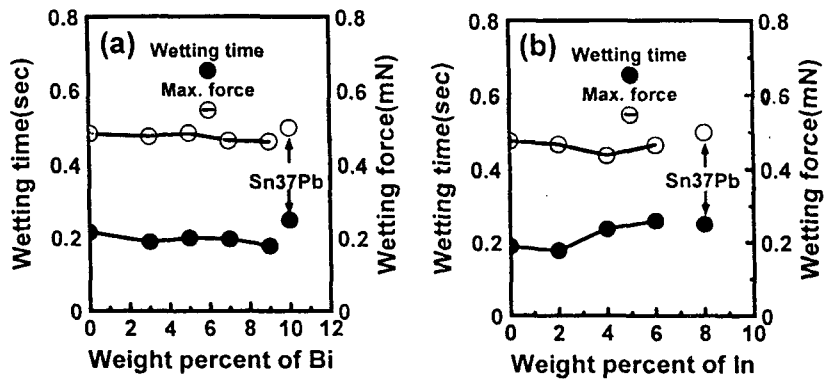 (a)
Wetting time
Max. force
Sn37Pb
0.8
0.6
0.4
0.2
0
0.8
0.6
0.4
0.2
0
0 2 4 6 8 10 12
Wetting time(sec)
Wetting force(mN)
Weight percent of Bi
(b)
Wetting time
Max. force
Sn37Pb
0.8
0.6
0.4
0.2
0
0.8
0.6
0.4
0.2
0
0 2 4 6 8 10
Wetting time(sec)
Wetting force(mN)
Weight percent of In